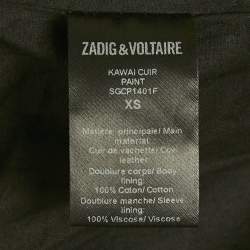 ZADIG & VOLTAIRE
KAWAI CUIR
PAINT
SGCP1401F
XS
Matière principale/ Main
material:
Cuir de vachette/ Cow
leather
Doublure corps/ Body
lining:
100% Coton/ Cotton
Doublure manche/ Sleeve
lining:
100% Viscose/ Viscose